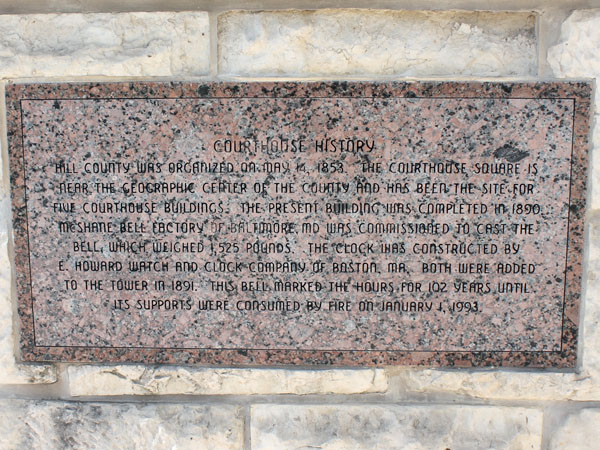 COURTHOUSE HISTORY
HILL COUNTY WAS ORGANIZED ON MAY 14, 1853. THE COURTHOUSE SQUARE IS
NEAR THE GEOGRAPHIC CENTER OF THE COUNTY AND HAS BEEN THE SITE FOR
FIVE COURTHOUSE BUILDINGS. THE PRESENT BUILDING WAS COMPLETED IN 1890.
MCSHANE BELL FACTORY OF BALTIMORE, MD WAS COMMISSIONED TO CAST THE
BELL, WHICH WEIGHED 1,525 POUNDS. THE CLOCK WAS CONSTRUCTED BY
E. HOWARD WATCH AND CLOCK COMPANY OF BOSTON, MA. BOTH WERE ADDED
TO THE TOWER IN 1891. THIS BELL MARKED THE HOURS FOR 102 YEARS UNTIL
ITS SUPPORTS WERE CONSUMED BY FIRE ON JANUARY 1, 1993.